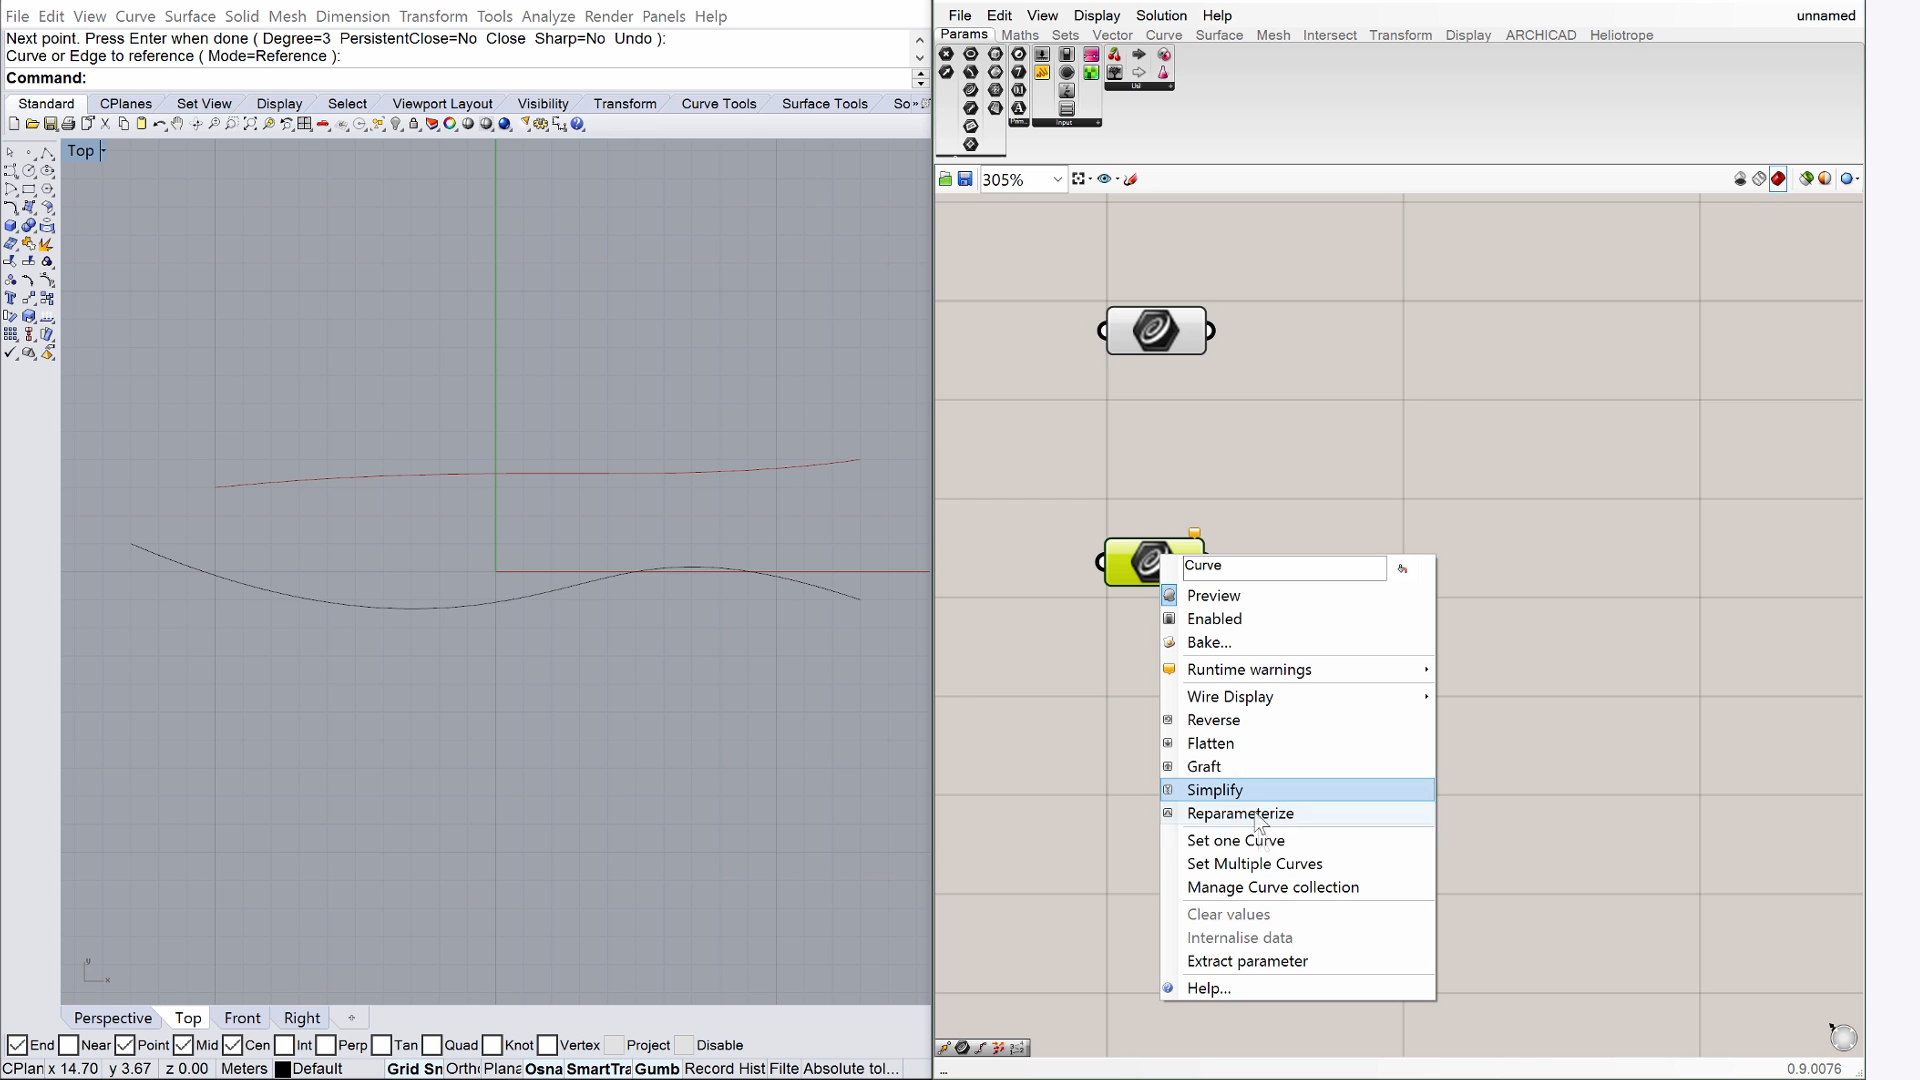 File Edit View Curve Surface Solid Mesh Dimension Transform Tools Analyze Render Panels Help
Next point. Press Enter when done ( Degree=3 PersistentClose=No Close Sharp=No Undo ):
Curve or Edge to reference ( Mode=Reference ):
Command:
Standard CPlanes Set View Display Select Viewport Layout Visibility Transform Curve Tools Surface Tools So»
Top
y
x
Perspective Top Front Right
End Near Point Mid Cen Int Perp Tan Quad Knot Vertex Project Disable
CPlan x 14.70 y 3.67 z 0.00 Meters Default Grid Sn Ortho Plana Osna SmartTra Gumb Record Hist Filte Absolute tol...
File Edit View Display Solution Help unnamed
Params Maths Sets Vector Curve Surface Mesh Intersect Transform Display ARCHICAD Heliotrope
Util
Input
305%
Curve
Preview
Enabled
Bake...
Runtime warnings
Wire Display
Reverse
Flatten
Graft
Simplify
Reparameterize
Set one Curve
Set Multiple Curves
Manage Curve collection
Clear values
Internalise data
Extract parameter
Help...
... 0.9.0076